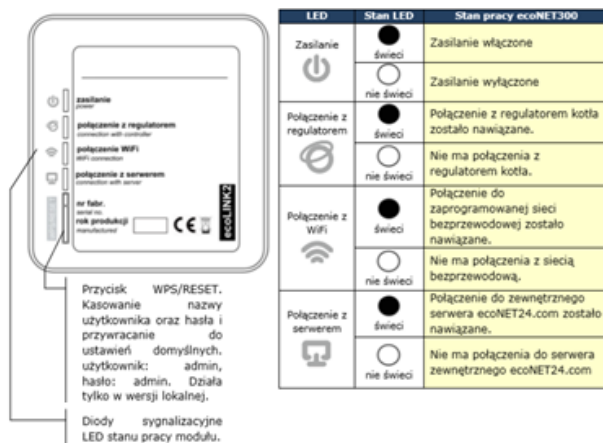 zasilanie
power
połączenie z regulatorem
connection with controller
połączenie WiFi
WiFi connection
połączenie z serwerem
connection with server
nr fabr.
serial no.
rok produkcji
manufactured
CE
ecoLINK2
Przycisk WPS/RESET.
Kasowanie nazwy
użytkownika oraz hasła i
przywracanie do
ustawień domyślnych.
użytkownik: admin,
hasło: admin. Działa
tylko w wersji lokalnej.
Diody sygnalizacyjne
LED stanu pracy modułu.
LED Stan LED Stan pracy ecoNET300
Zasilanie
świeci
Zasilanie włączone
nie świeci
Zasilanie wyłączone
Połączenie z
regulatorem
świeci
Połączenie z regulatorem kotła
zostało nawiązane.
nie świeci
Nie ma połączenia z
regulatorem kotła.
Połączenie z
WiFi
świeci
Połączenie do
zaprogramowanej sieci
bezprzewodowej zostało
nawiązane.
nie świeci
Nie ma połączenia z siecią
bezprzewodową.
Połączenie z
serwerem
świeci
Połączenie do zewnętrznego
serwera ecoNET24.com zostało
nawiązane.
nie świeci
Nie ma połączenia do serwera
zewnętrznego ecoNET24.com